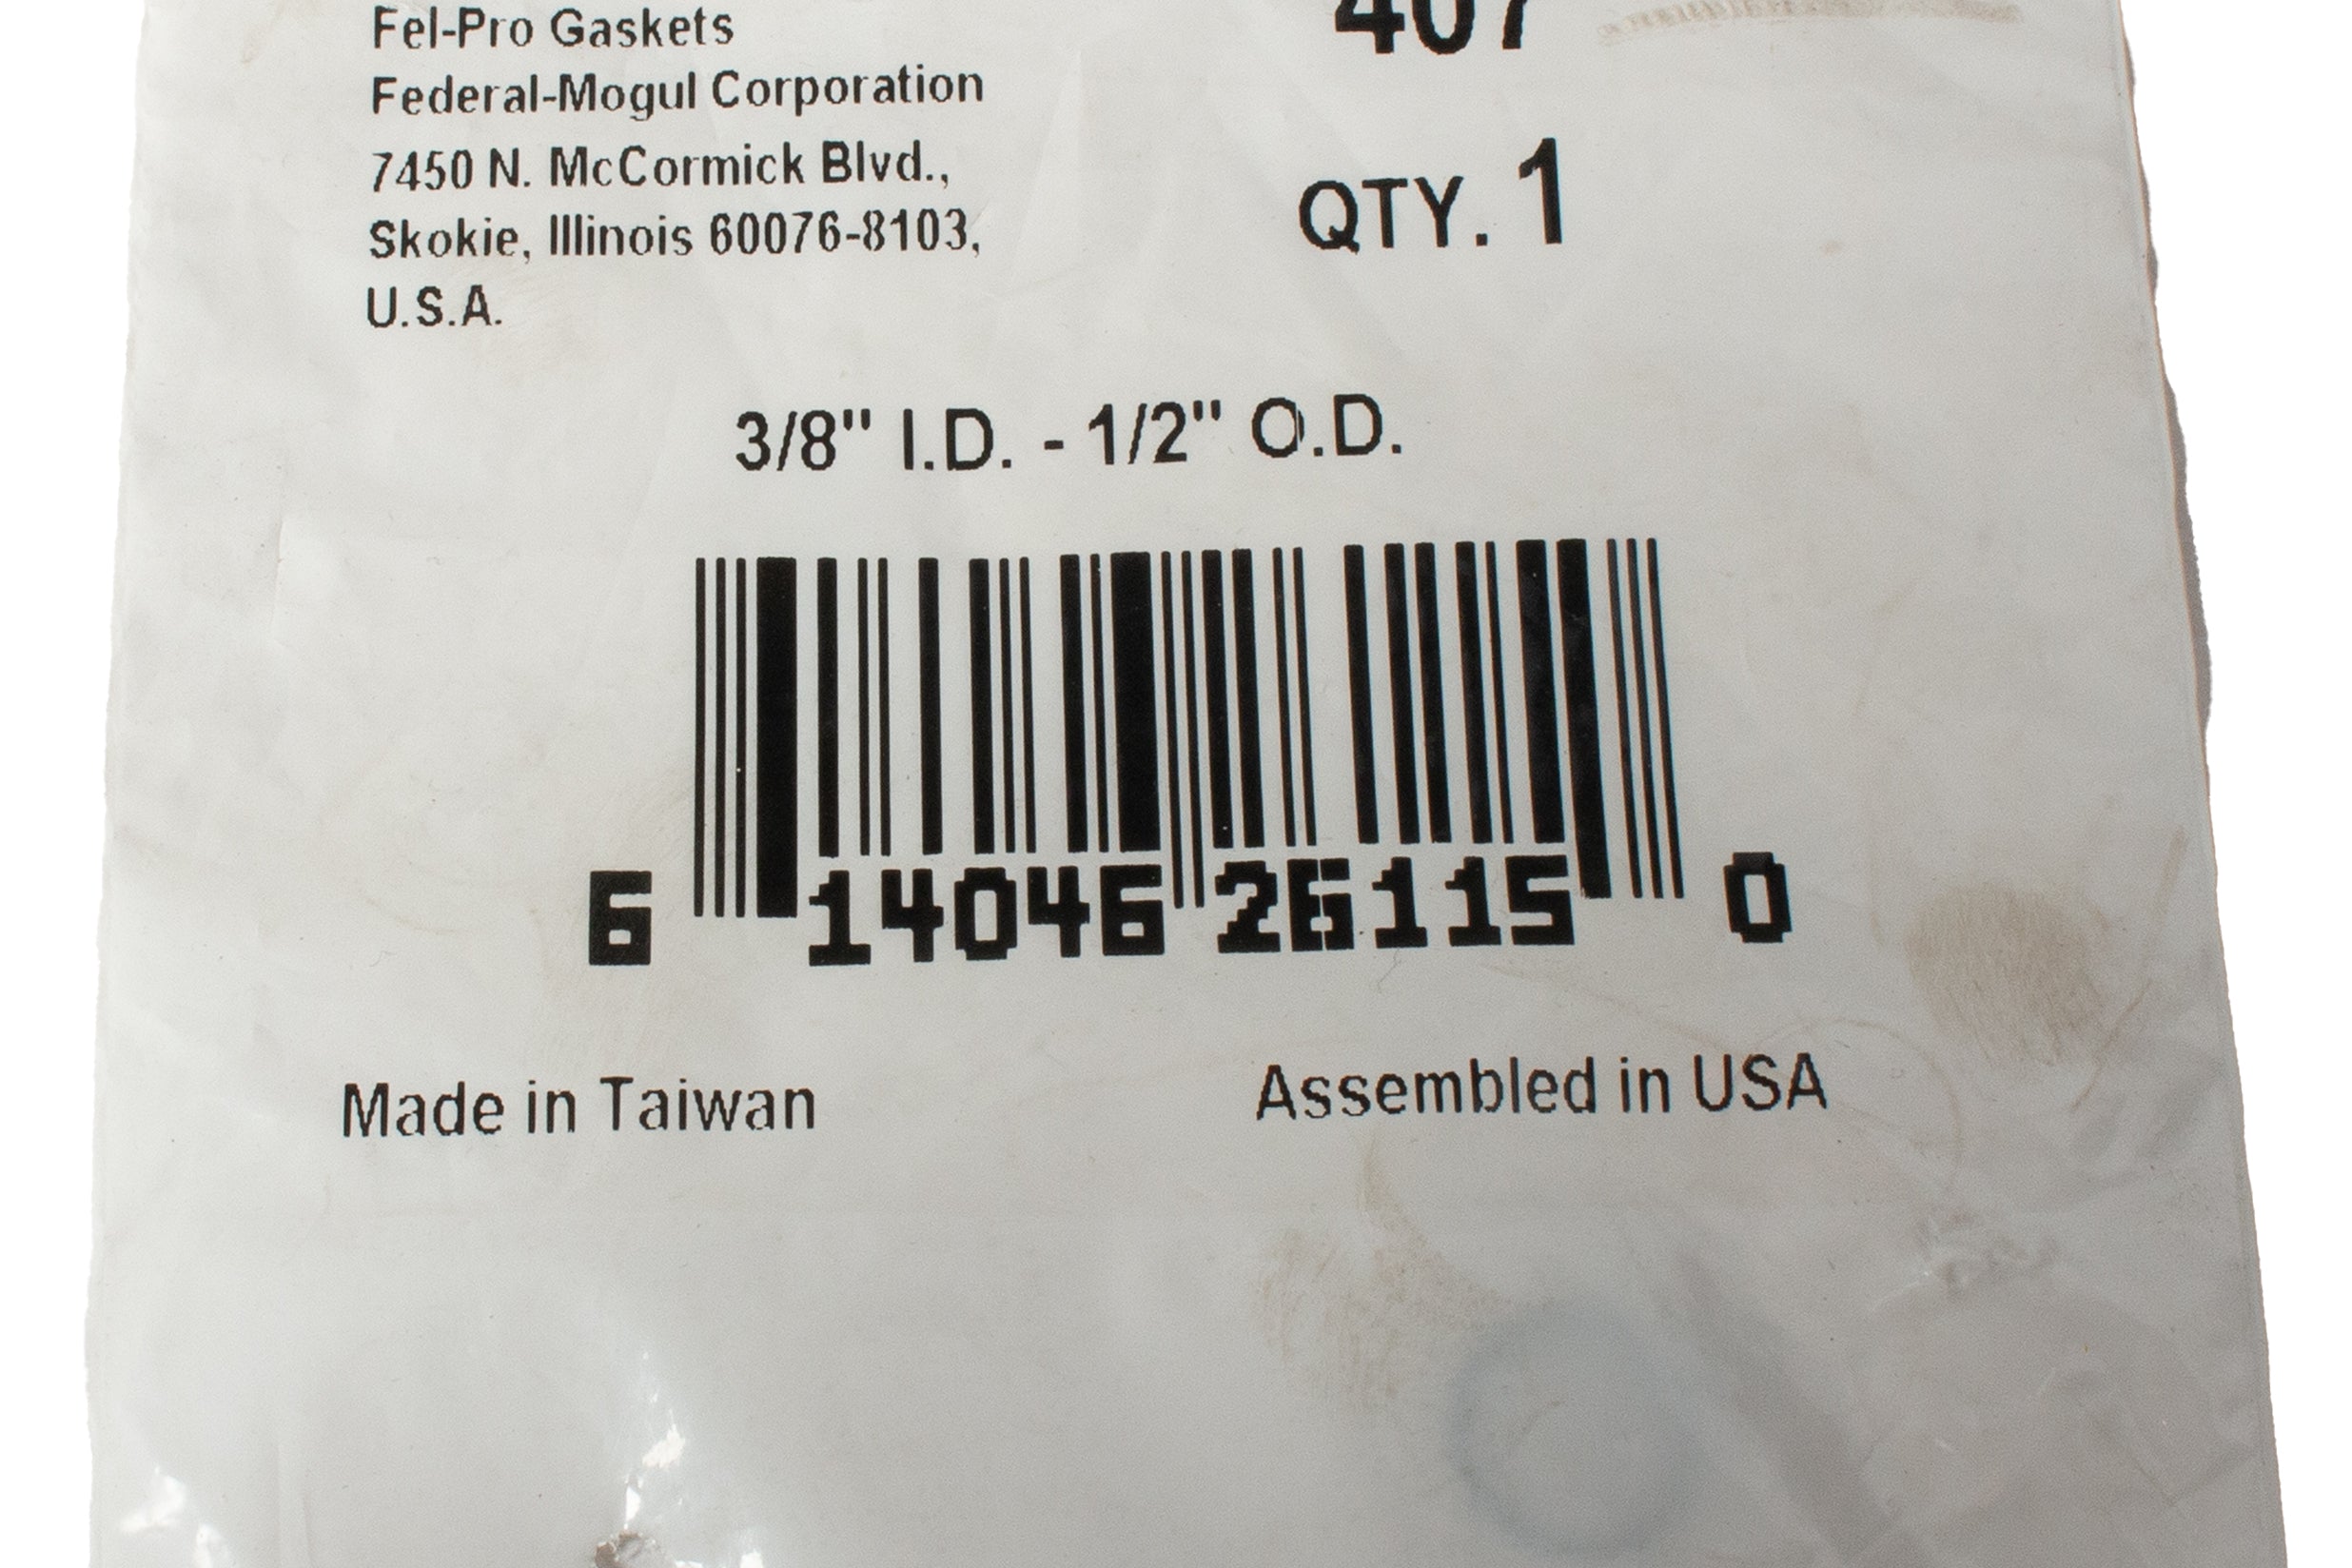 Fel-Pro Gaskets
407
Federal-Mogul Corporation
7450 N. McCormick Blvd.,
QTY. 1
Skokie, Illinois 60076-8103,
U.S.A.
3/8" I.D. - 1/2" O.D.
6 14046 26115 0
Made in Taiwan
Assembled in USA